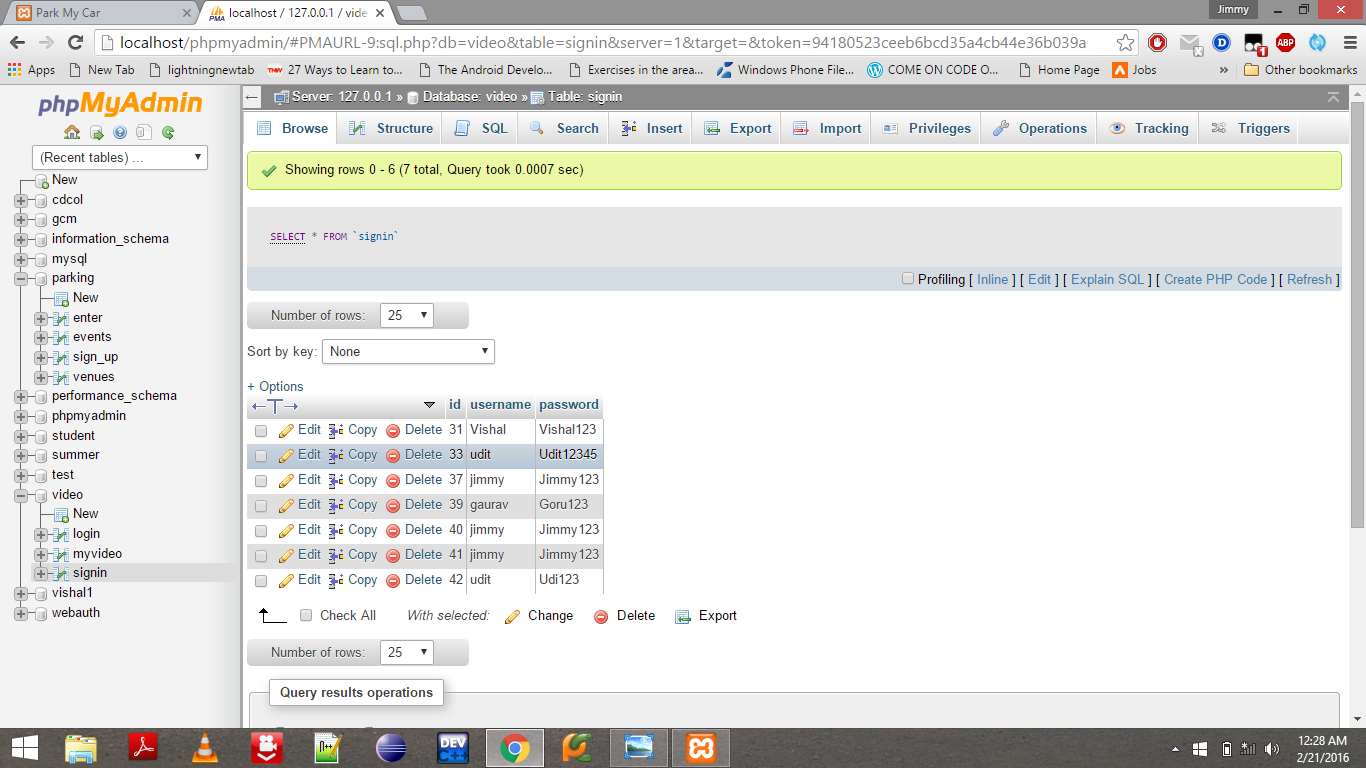 Park My Car
localhost / 127.0.0.1 / vide
Jimmy
localhost/phpmyadmin/#PMAURL-9:sql.php?db=video&table=signin&server=1&target=&token=94180523ceeb6bcd35a4cb44e36b039a
Apps New Tab lightningnewtab 27 Ways to Learn to... The Android Develo... Exercises in the area... Windows Phone File... COME ON CODE O... Home Page Jobs » Other bookmarks
phpMyAdmin
(Recent tables) ...
New
cdcol
gcm
information_schema
mysql
parking
New
enter
events
sign_up
venues
performance_schema
phpmyadmin
student
summer
test
video
New
login
myvideo
signin
vishal1
webauth
Server: 127.0.0.1 » Database: video » Table: signin
Browse Structure SQL Search Insert Export Import Privileges Operations Tracking Triggers
Showing rows 0 - 6 (7 total, Query took 0.0007 sec)
SELECT * FROM `signin`
Profiling [ Inline ] [ Edit ] [ Explain SQL ] [ Create PHP Code ] [ Refresh ]
Number of rows: 25
Sort by key: None
+ Options
←T→ id username password
Edit Copy Delete 31 Vishal Vishal123
Edit Copy Delete 33 udit Udit12345
Edit Copy Delete 37 jimmy Jimmy123
Edit Copy Delete 39 gaurav Goru123
Edit Copy Delete 40 jimmy Jimmy123
Edit Copy Delete 41 jimmy Jimmy123
Edit Copy Delete 42 udit Udi123
Check All With selected: Change Delete Export
Number of rows: 25
Query results operations
12:28 AM
2/21/2016